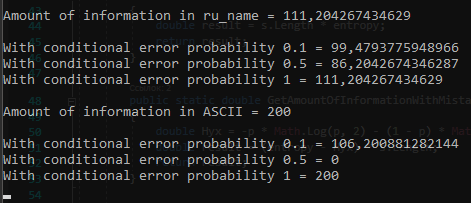 Amount of information in ru_name = 111,204267434629
With conditional error probability 0.1 = 99,4793775948966
With conditional error probability 0.5 = 86,2042674346287
With conditional error probability 1 = 111,204267434629
Amount of information in ASCII = 200
With conditional error probability 0.1 = 106,200881282144
With conditional error probability 0.5 = 0
With conditional error probability 1 = 200